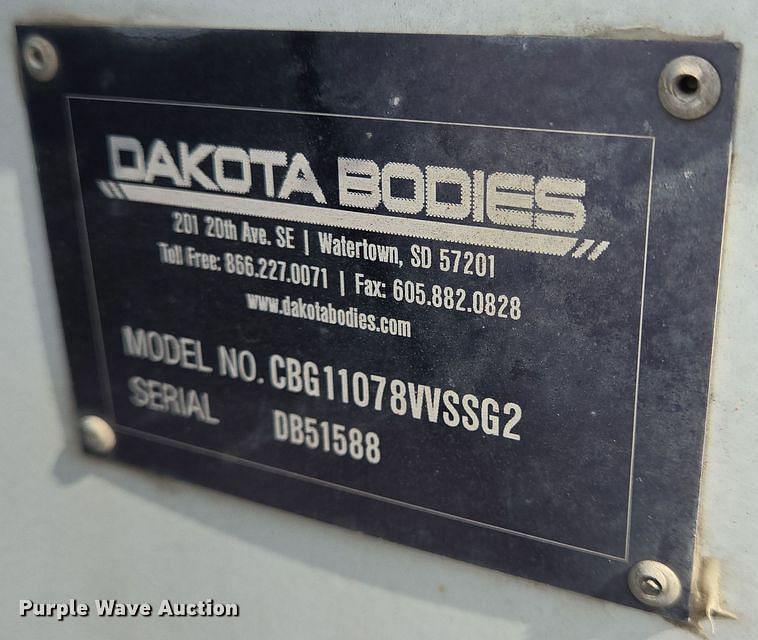 DAKOTA BODIES
201 20th Ave. SE | Watertown, SD 57201
Toll Free: 866.227.0071 | Fax: 605.882.0828
www.dakotabodies.com
MODEL NO. CBG11078VVSSG2
SERIAL DB51588
Purple Wave Auction